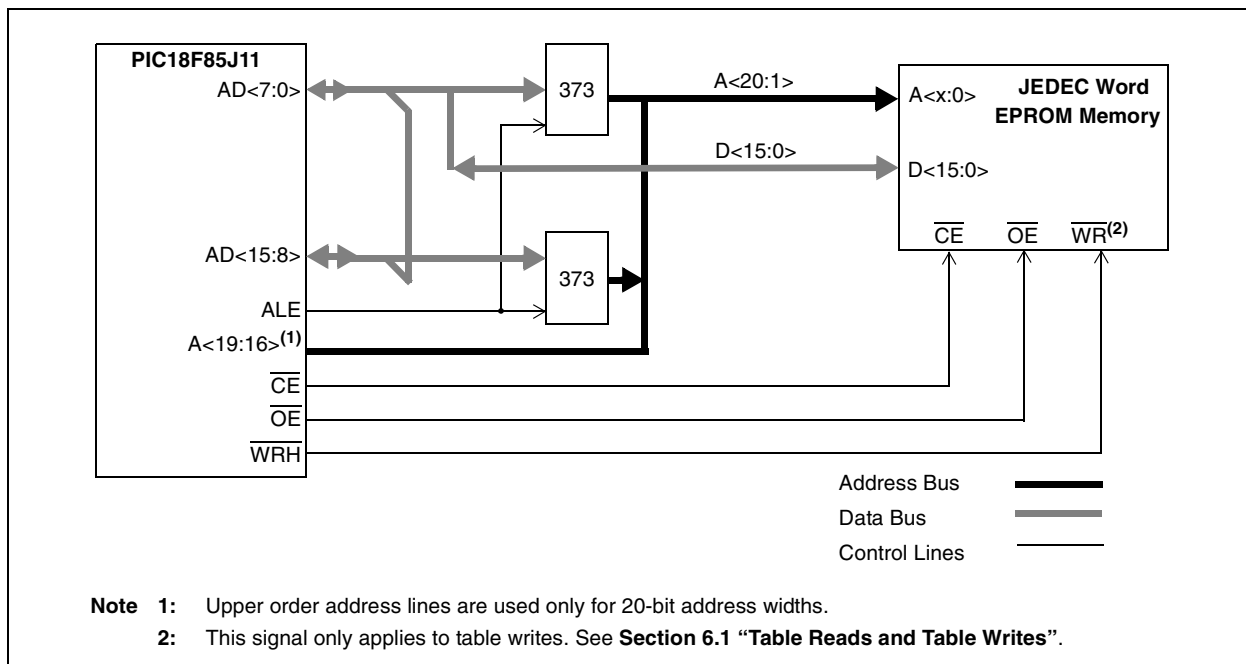 PIC18F85J11
AD<7:0>
373
A<20:1>
A<x:0>
JEDEC Word
EPROM Memory
D<15:0>
D<15:0>
CE
OE
WR(2)
AD<15:8>
373
ALE
A<19:16>(1)
CE
OE
WRH
Address Bus
Data Bus
Control Lines
Note 1: Upper order address lines are used only for 20-bit address widths.
2: This signal only applies to table writes. See Section 6.1 “Table Reads and Table Writes”.